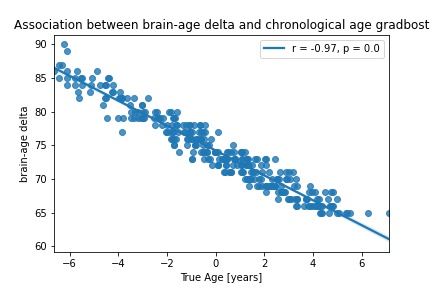 Association between brain-age delta and chronological age gradbost
r = -0.97, p = 0.0
brain-age delta
90
85
80
75
70
65
60
−6 −4 −2 0 2 4 6
True Age [years]